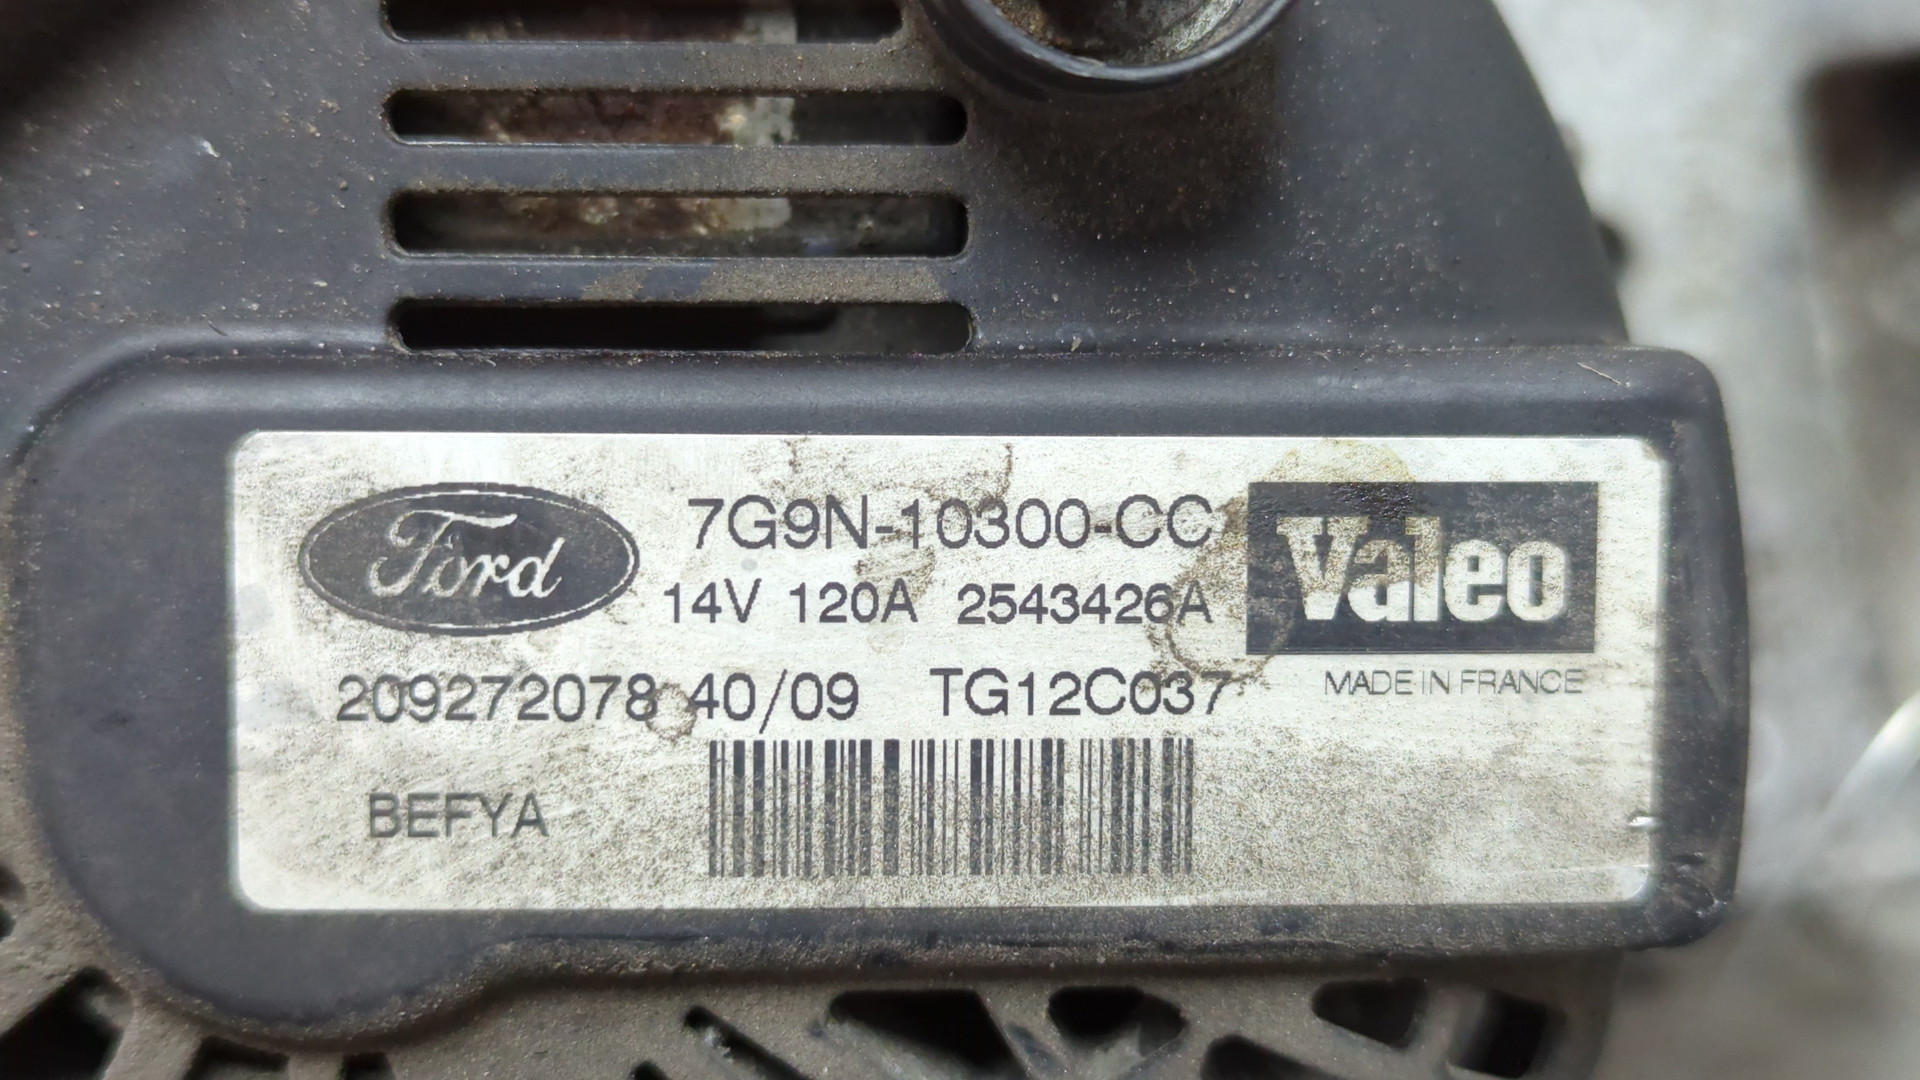 Ford
7G9N-10300-CC
14V 120A 2543426A
Valeo
MADE IN FRANCE
209272078 40/09 TG12C037
BEFYA